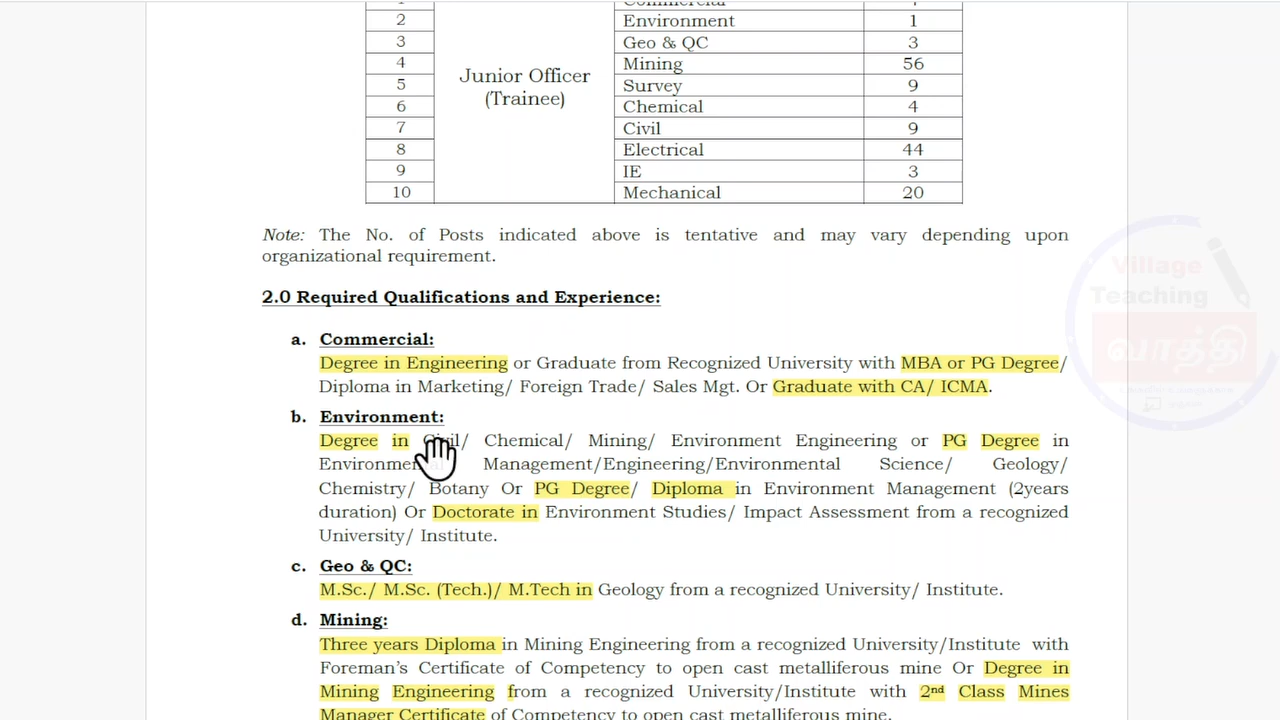 Commercial
2 Environment 1
3 Geo & QC 3
4 Mining 56
Junior Officer
(Trainee)
5 Survey 9
6 Chemical 4
7 Civil 9
8 Electrical 44
9 IE 3
10 Mechanical 20
Note: The No. of Posts indicated above is tentative and may vary depending upon
organizational requirement.
2.0 Required Qualifications and Experience:
a. Commercial:
Degree in Engineering or Graduate from Recognized University with MBA or PG Degree/
Diploma in Marketing/ Foreign Trade/ Sales Mgt. Or Graduate with CA/ ICMA.
b. Environment:
Degree in Civil/ Chemical/ Mining/ Environment Engineering or PG Degree in
Environmental Management/Engineering/Environmental Science/ Geology/
Chemistry/ Botany Or PG Degree/ Diploma in Environment Management (2years
duration) Or Doctorate in Environment Studies/ Impact Assessment from a recognized
University/ Institute.
c. Geo & QC:
M.Sc./ M.Sc. (Tech.)/ M.Tech in Geology from a recognized University/ Institute.
d. Mining:
Three years Diploma in Mining Engineering from a recognized University/Institute with
Foreman's Certificate of Competency to open cast metalliferous mine Or Degree in
Mining Engineering from a recognized University/Institute with 2nd Class Mines
Manager Certificate of Competency to open cast metalliferous mine.
Village
Teaching
வாத்தி